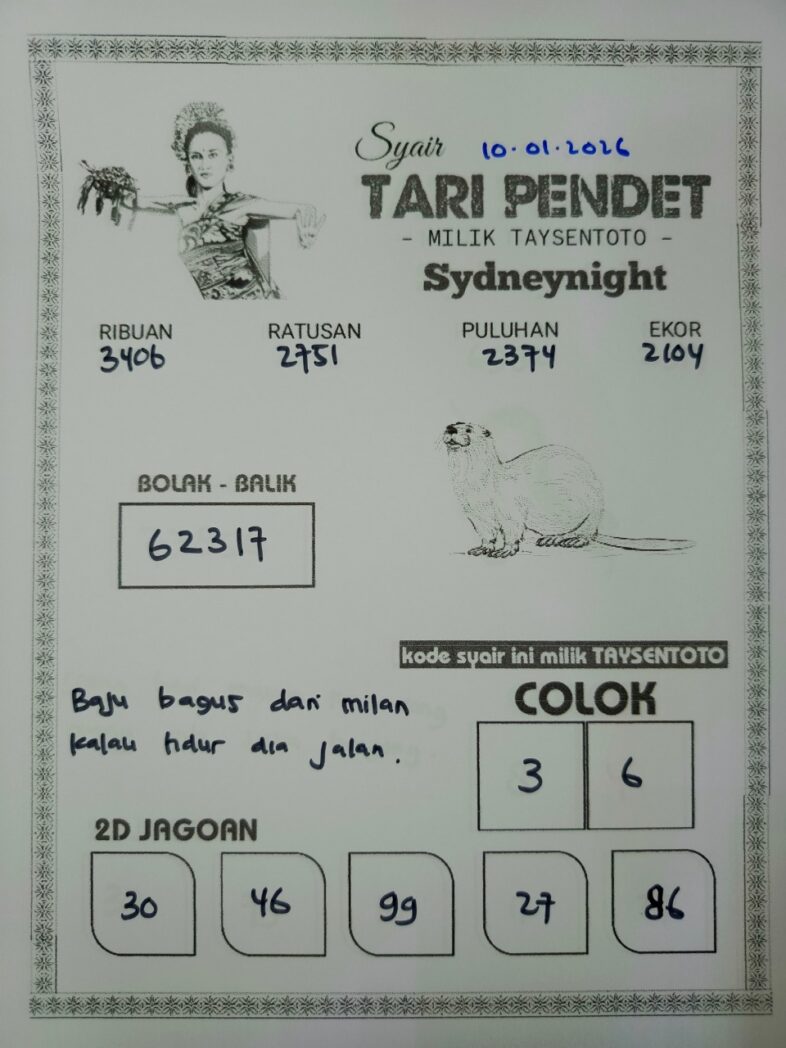 Syair 10.01.2026
TARI PENDET
- MILIK TAYSENTOTO -
Sydneynight
RIBUAN RATUSAN PULUHAN EKOR
3406 2751 2374 2104
BOLAK - BALIK
62317
kode syair ini milik TAYSENTOTO
Baju bagus dari milan
kalau tidur dia jalan.
COLOK
3 6
2D JAGOAN
30 46 99 27 86